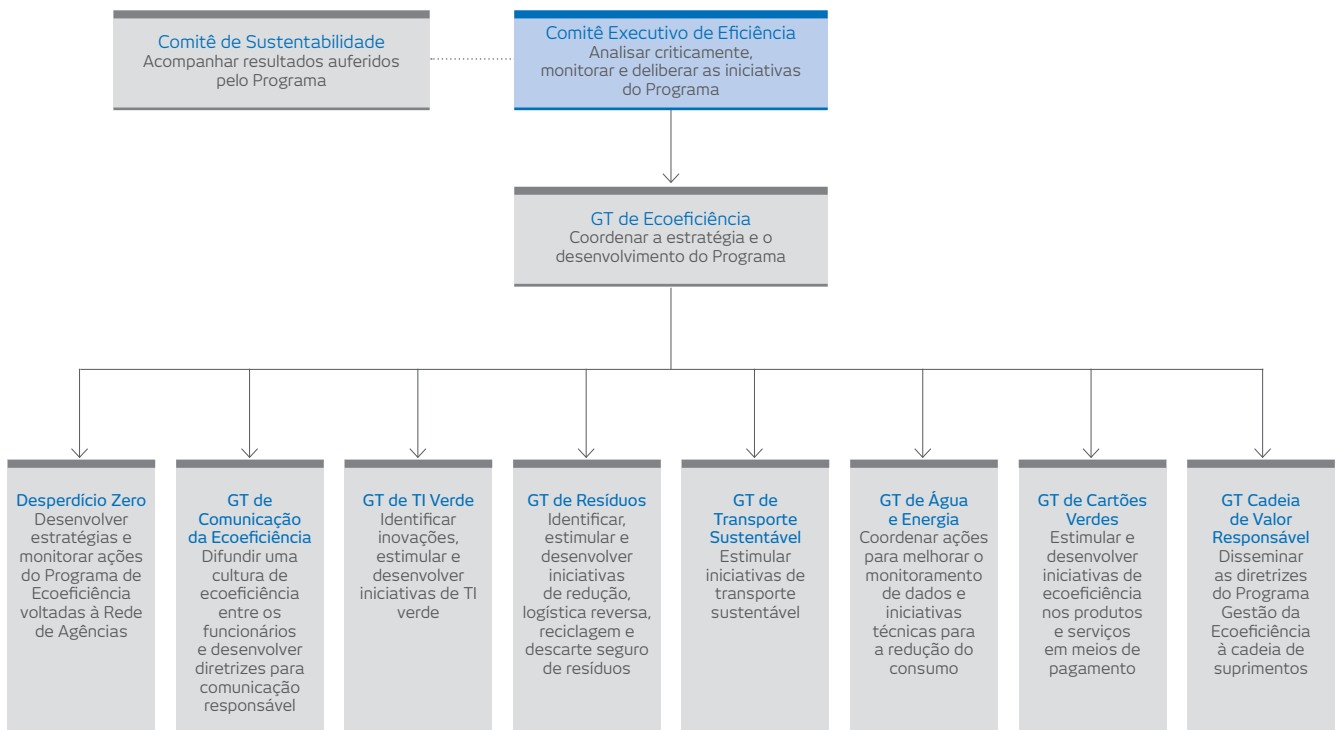 Comitê de Sustentabilidade
Acompanhar resultados auferidos
pelo Programa
Comitê Executivo de Eficiência
Analisar criticamente,
monitorar e deliberar as iniciativas
do Programa
GT de Ecoeficiência
Coordenar a estratégia e o
desenvolvimento do Programa
Desperdício Zero
Desenvolver
estratégias e
monitorar ações
do Programa de
Ecoeficiência
voltadas à Rede
de Agências
GT de
Comunicação
da Ecoeficiência
Difundir uma
cultura de
ecoeficiência
entre os
funcionários
e desenvolver
diretrizes para
comunicação
responsável
GT de TI Verde
Identificar
inovações,
estimular e
desenvolver
iniciativas de TI
verde
GT de Resíduos
Identificar,
estimular e
desenvolver
iniciativas
de redução,
logística reversa,
reciclagem e
descarte seguro
de resíduos
GT de
Transporte
Sustentável
Estimular
iniciativas de
transporte
sustentável
GT de Água
e Energia
Coordenar ações
para melhorar o
monitoramento
de dados e
iniciativas
técnicas para
a redução do
consumo
GT de Cartões
Verdes
Estimular e
desenvolver
iniciativas de
ecoeficiência
nos produtos
e serviços
em meios de
pagamento
GT Cadeia
de Valor
Responsável
Disseminar
as diretrizes
do Programa
Gestão da
Ecoeficiência
à cadeia de
suprimentos